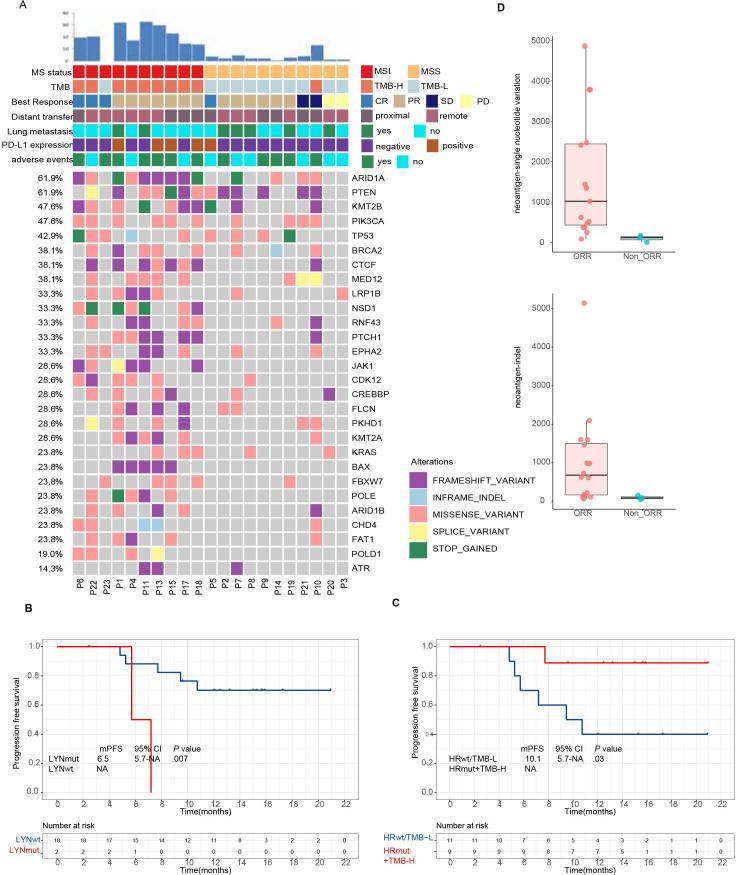 A
MS status
MSI
MSS
TMB
TMB-H
TMB-L
Best Response
CR
PR
SD
PD
Distant transfer
proximal
remote
Lung metastasis
yes
no
PD-L1 expression
negative
positive
adverse events
yes
no
61.9% ARID1A
61.9% PTEN
47.6% KMT2B
47.6% PIK3CA
42.9% TP53
38.1% BRCA2
38.1% CTCF
38.1% MED12
33.3% LRP1B
33.3% NSD1
33.3% RNF43
33.3% PTCH1
33.3% EPHA2
28.6% JAK1
28.6% CDK12
28.6% CREBBP
28.6% FLCN
28.6% PKHD1
28.6% KMT2A
28.6% KRAS
23.8% BAX
23.8% FBXW7
23.8% POLE
23.8% ARID1B
23.8% CHD4
23.8% FAT1
19.0% POLD1
14.3% ATR
P6 P22 P23 P1 P4 P11 P13 P15 P17 P18 P5 P2 P7 P8 P9 P14 P19 P21 P10 P20 P3
Alterations
FRAMESHIFT_VARIANT
INFRAME_INDEL
MISSENSE_VARIANT
SPLICE_VARIANT
STOP_GAINED
D
neoantigen-single nucleotide variation
5000
4000
3000
2000
1000
0
ORR Non_ORR
neoantigen-indel
5000
4000
3000
2000
1000
0
ORR Non_ORR
B
Progression free survival
1.0
0.8
0.6
0.4
0.2
0.0
mPFS 95% CI P value
LYNmut 6.5 5.7-NA .007
LYNwt NA
0 2 4 6 8 10 12 14 16 18 20 22
Time(months)
Number at risk
LYNwt 18 18 17 15 14 12 11 8 3 2 2 0
LYNmut 2 2 2 1 0 0 0 0 0 0 0 0
0 2 4 6 8 10 12 14 16 18 20 22
Time(months)
C
Progression free survival
1.0
0.8
0.6
0.4
0.2
0.0
mPFS 95% CI P value
HRwt/TMB-L 10.1 5.7-NA .03
HRmut+TMB-H NA
0 2 4 6 8 10 12 14 16 18 20 22
Time(months)
Number at risk
HRwt/TMB-L 11 11 10 7 6 5 4 3 2 1 1 0
HRmut 9 9 9 9 8 7 7 5 1 1 1 0
+TMB-H
0 2 4 6 8 10 12 14 16 18 20 22
Time(months)